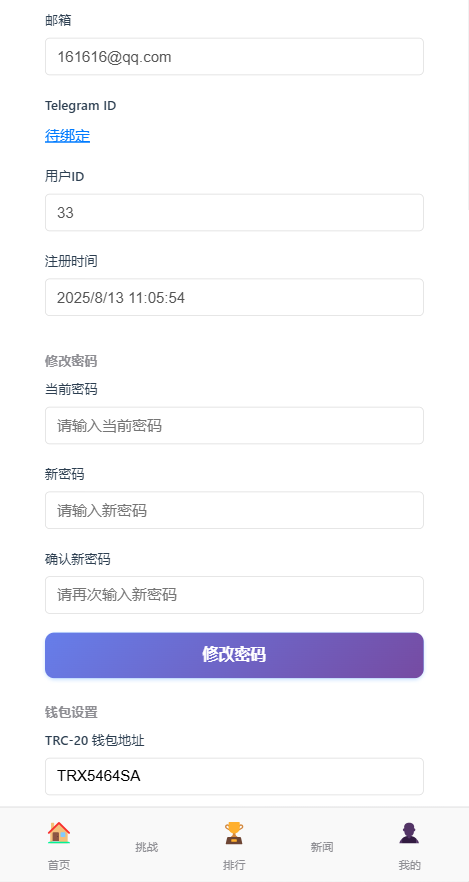 邮箱
161616@qq.com
Telegram ID
待绑定
用户ID
33
注册时间
2025/8/13 11:05:54
修改密码
当前密码
请输入当前密码
新密码
请输入新密码
确认新密码
请再次输入新密码
修改密码
钱包设置
TRC-20 钱包地址
TRX5464SA
首页
挑战
排行
新闻
我的